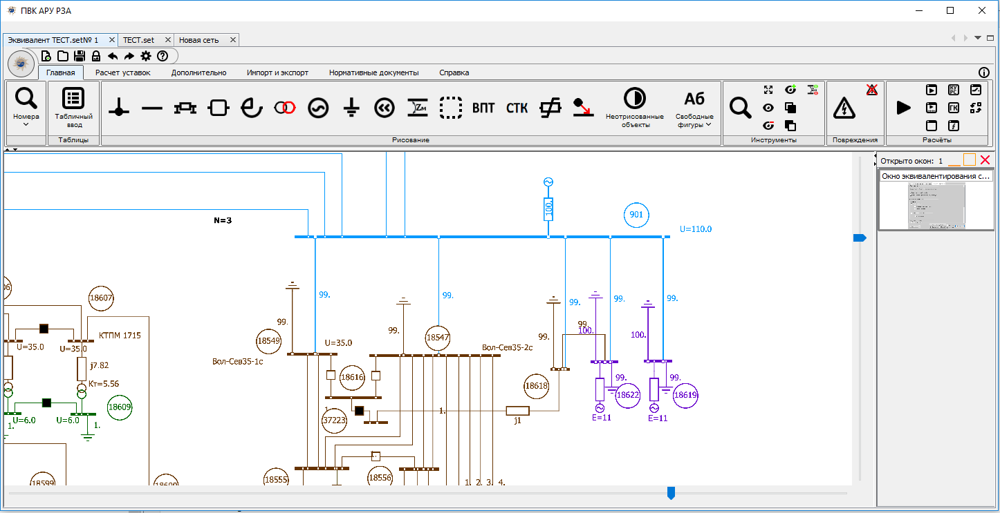 ПВК АРУ РЗА
Эквивалент ТЕСТ.set№ 1
ТЕСТ.set
Новая сеть
Главная
Расчет уставок
Дополнительно
Импорт и экспорт
Нормативные документы
Справка
Номера
Табличный
ввод
ZM
ВПТ
СТК
Неотрисованные
объекты
Аб
Свободные
фигуры
КУ
РС
ГК
Таблицы
Рисование
Инструменты
Повреждения
Расчёты
Открыто окон: 1
Окно эквивалентирования с...
N=3
100.
901
U=110.0
99.
99.
99.
99.
99.
18607
КТПМ 1715
U=35.0
U=35.0
j7.82
Кт=5.56
18609
U=6.0
U=6.0
1.
1.
18599
99.
18549
U=35.0
Вол-Сев35-1с
99.
18547
Вол-Сев35-2с
18616
37223
1.
j1
99.
18618
99.
100.
99.
18622
E=11
100.
99.
18619
E=11
18555
18556
1.
1.
2.
3.
4.